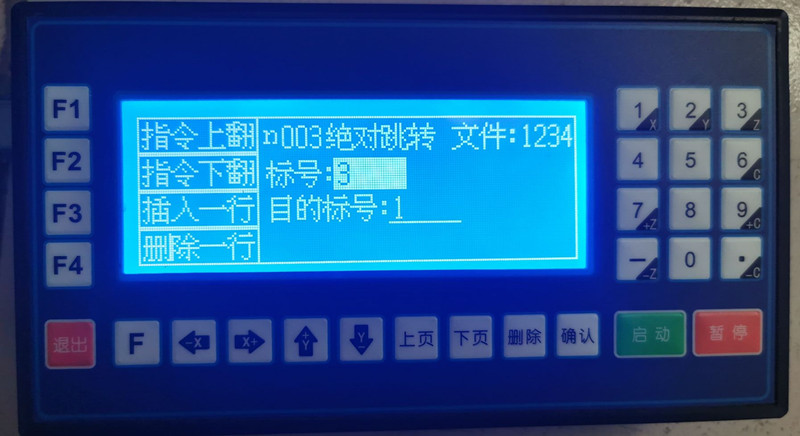 F1
F2
F3
F4
指令上翻 n003绝对跳转 文件:1234
指令下翻 标号:3
插入一行 目的标号:1
删除一行
1 X
2 Y
3 Z
4
5
6 C
7 +Z
8
9 +C
— -Z
0
. -C
退出
F
-X
X+
Y
Y-
上页
下页
删除
确认
启动
暂停